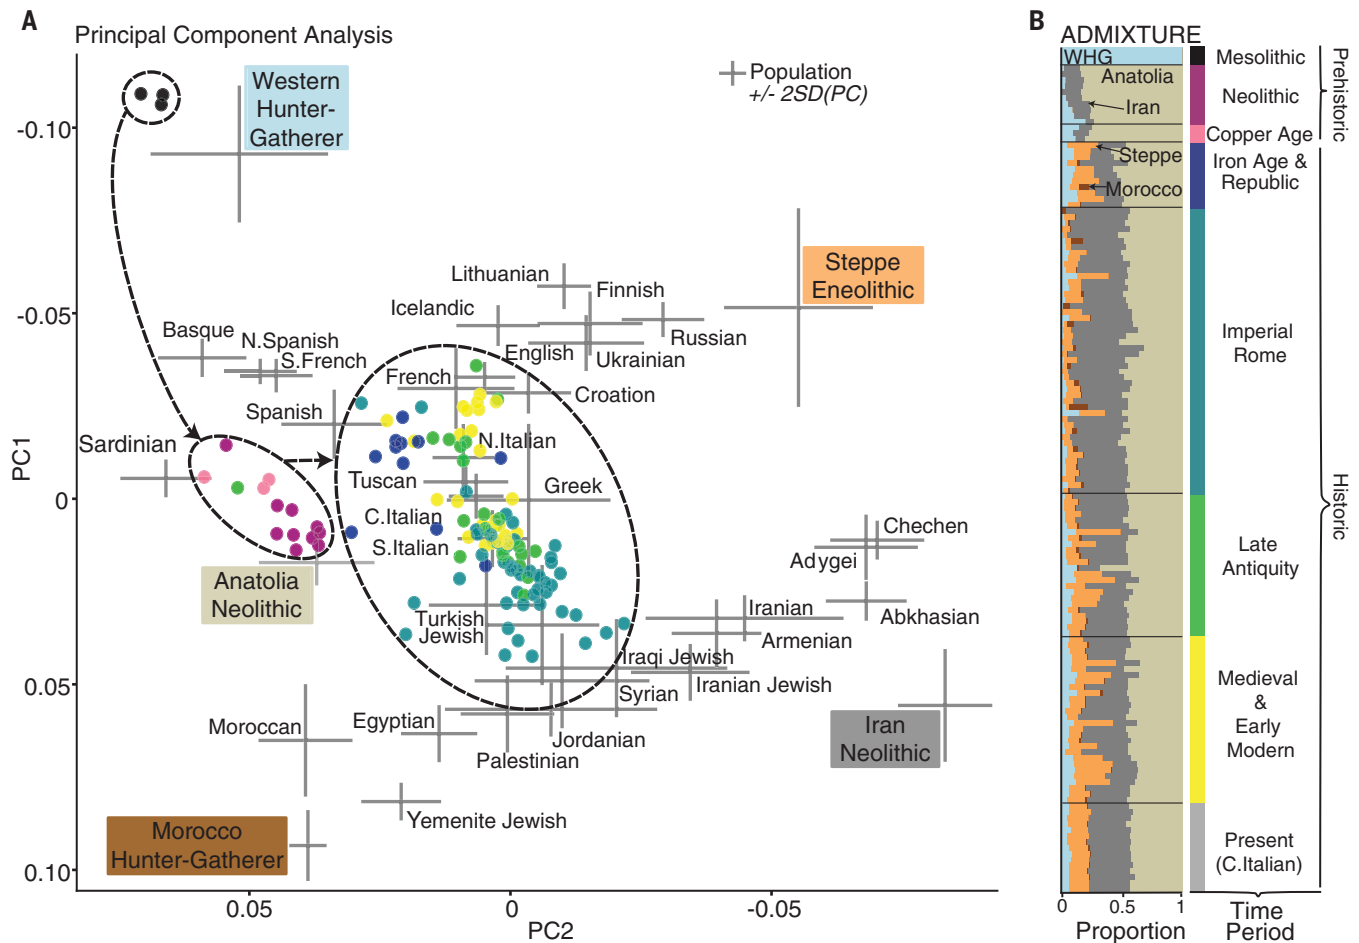 A
Principal Component Analysis
Western
Hunter-
Gatherer
Population
+/- 2SD(PC)
-0.10
Steppe
Eneolithic
Lithuanian
Finnish
Icelandic
-0.05
Russian
Basque
N.Spanish
S.French
English
Ukrainian
French
Croation
Spanish
Sardinian
N.Italian
PC1
Tuscan
Greek
0
C.Italian
Chechen
S.Italian
Adygei
Anatolia
Neolithic
Turkish
Jewish
Iranian
Abkhasian
Armenian
Iraqi Jewish
0.05
Syrian
Iranian Jewish
Moroccan
Egyptian
Iran
Neolithic
Jordanian
Palestinian
Yemenite Jewish
Morocco
Hunter-Gatherer
0.10
0.05
0
-0.05
PC2
B
ADMIXTURE
WHG
Anatolia
Iran
Steppe
Morocco
Mesolithic
Neolithic
Copper Age
Iron Age &
Republic
Imperial
Rome
Late
Antiquity
Medieval
&
Early
Modern
Present
(C.Italian)
Prehistoric
Historic
0
0.5
1
Proportion
Time
Period